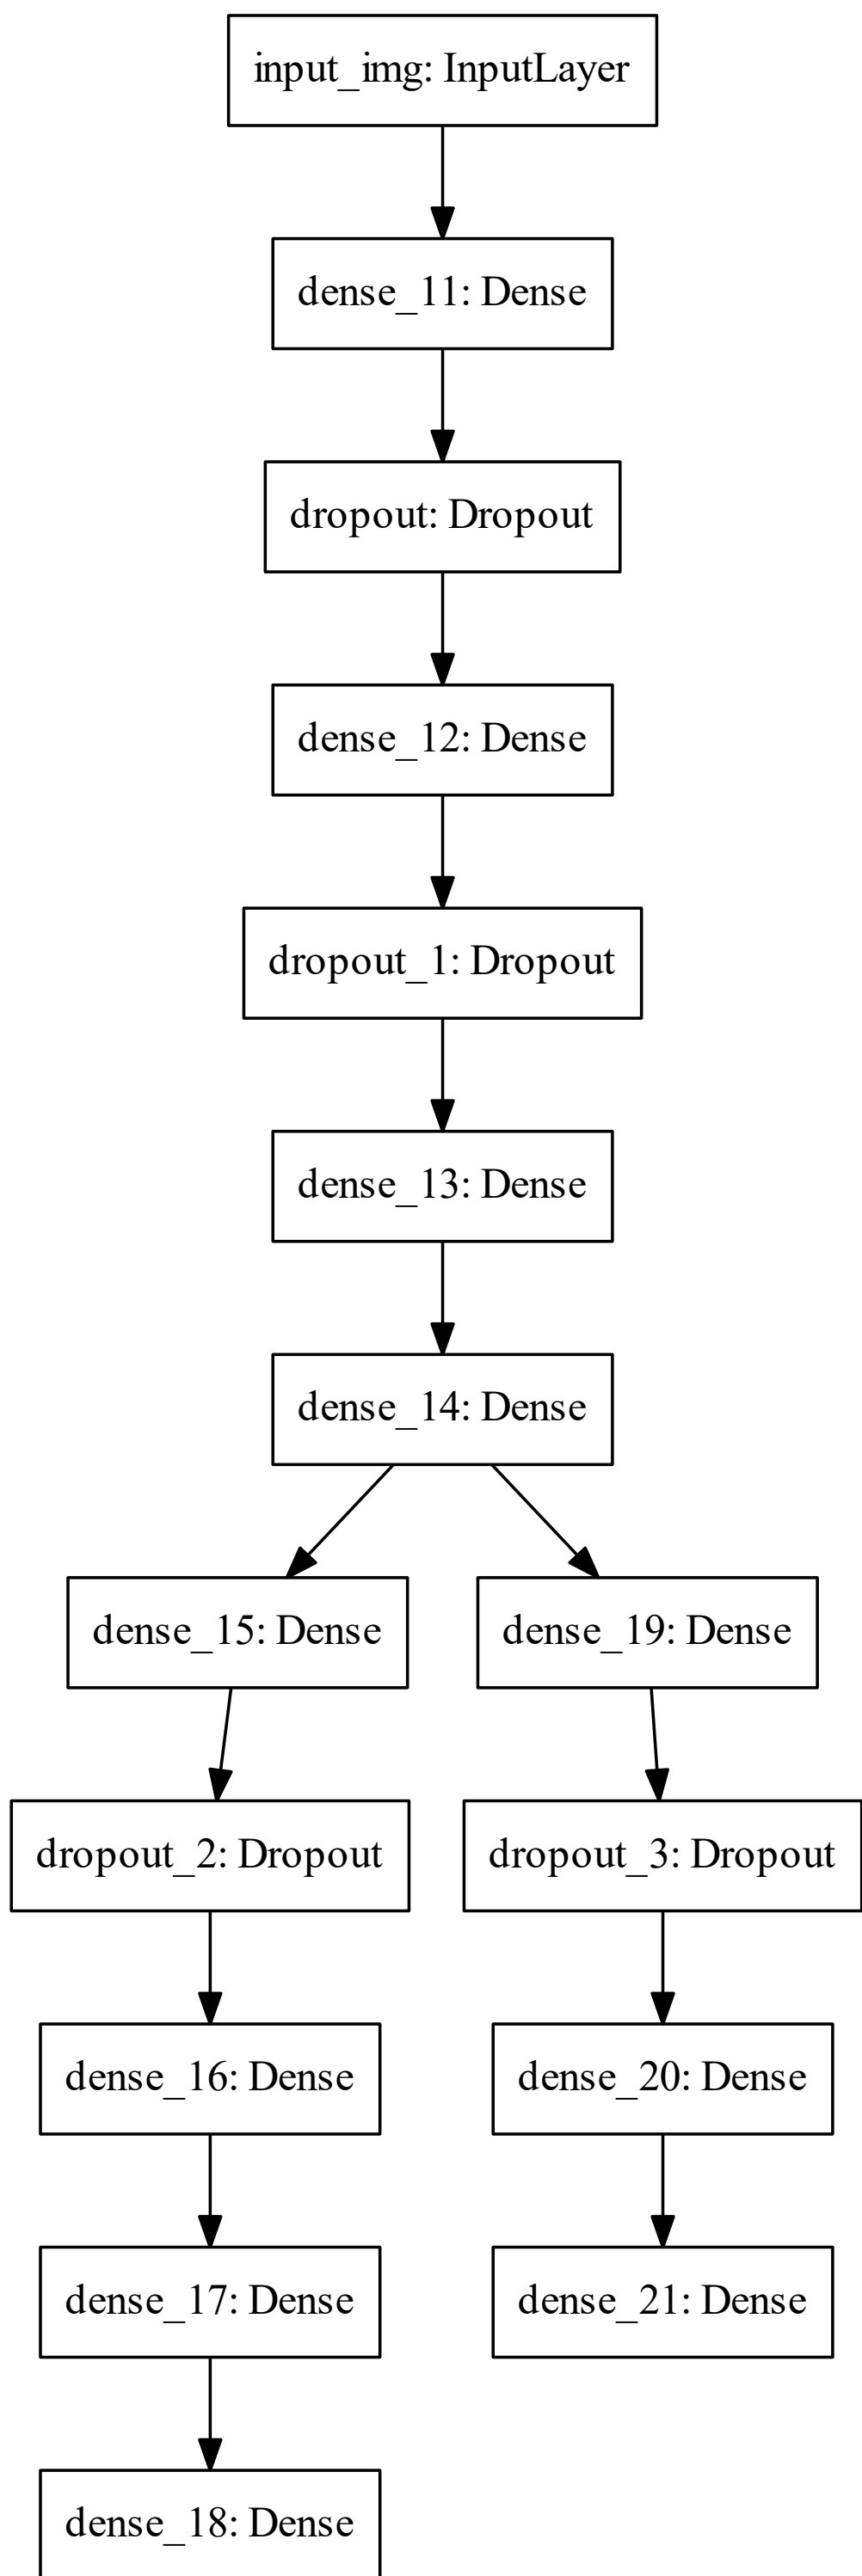 input_img: InputLayer
dense_11: Dense
dropout: Dropout
dense_12: Dense
dropout_1: Dropout
dense_13: Dense
dense_14: Dense
dense_15: Dense
dense_19: Dense
dropout_2: Dropout
dropout_3: Dropout
dense_16: Dense
dense_20: Dense
dense_17: Dense
dense_21: Dense
dense_18: Dense